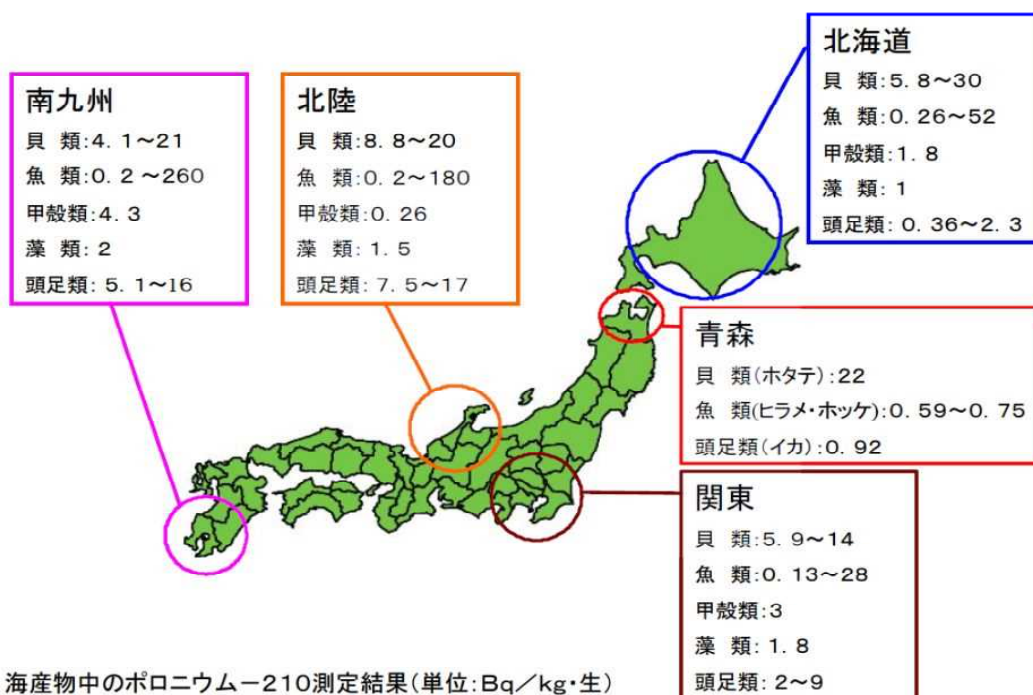 北海道
貝 類:5.8～30
魚 類:0.26～52
甲殻類:1.8
藻 類:1
頭足類:0.36～2.3
南九州
貝 類:4.1～21
魚 類:0.2～260
甲殻類:4.3
藻 類:2
頭足類:5.1～16
北陸
貝 類:8.8～20
魚 類:0.2～180
甲殻類:0.26
藻 類:1.5
頭足類:7.5～17
青森
貝 類(ホタテ):22
魚 類(ヒラメ・ホッケ):0.59～0.75
頭足類(イカ):0.92
関東
貝 類:5.9～14
魚 類:0.13～28
甲殻類:3
藻 類:1.8
頭足類:2～9
海産物中のポロニウム－210測定結果(単位:Bq／kg・生)